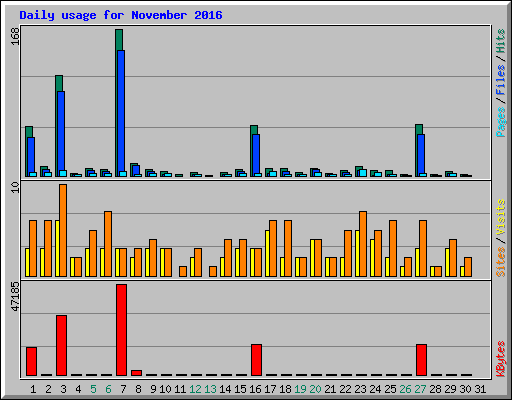 Daily usage for November 2016
168
Pages / Files / Hits
10
Sites / Visits
47185
KBytes
1 2 3 4 5 6 7 8 9 10 11 12 13 14 15 16 17 18 19 20 21 22 23 24 25 26 27 28 29 30 31